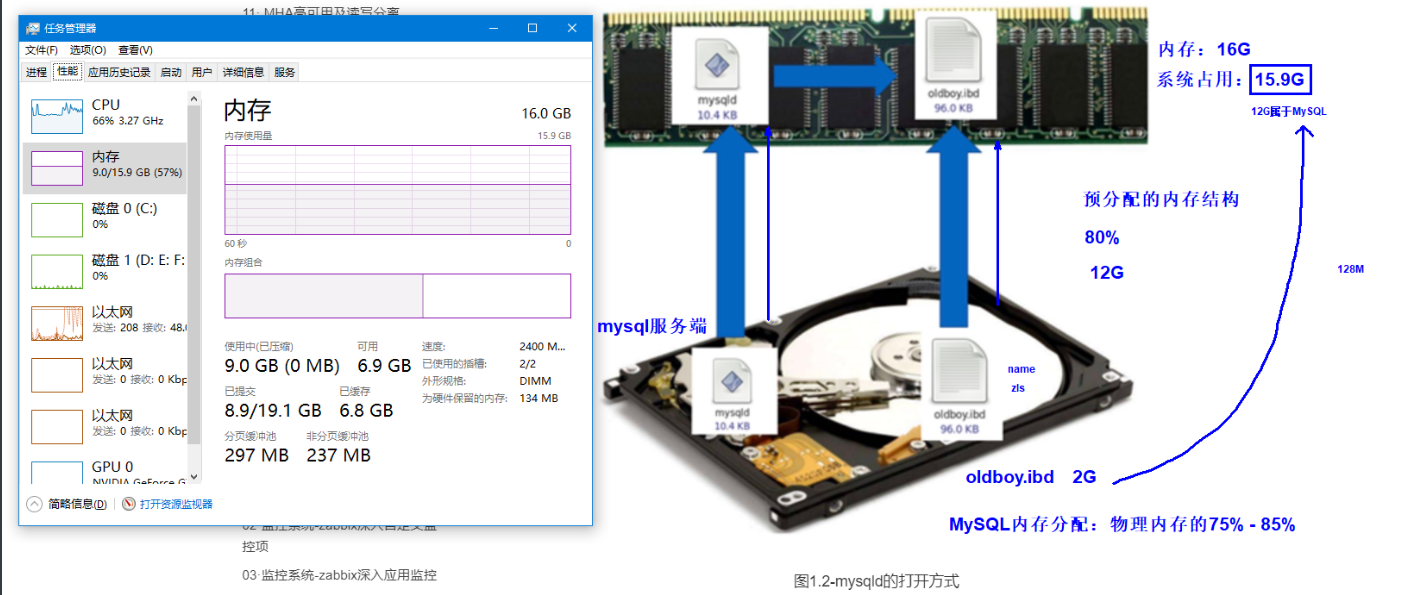 11· MHA高可用及读写分离
任务管理器
文件(F) 选项(O) 查看(V)
进程 性能 应用历史记录 启动 用户 详细信息 服务
CPU
66% 3.27 GHz
内存
9.0/15.9 GB (57%)
磁盘 0 (C:)
0%
磁盘 1 (D: E: F:
0%
以太网
发送: 208 接收: 48.
以太网
发送: 0 接收: 0 Kbp
以太网
发送: 0 接收: 0 Kbp
GPU 0
NVIDIA GeForce G
内存
16.0 GB
内存使用量
15.9 GB
60 秒
0
内存组合
使用中(已压缩)
9.0 GB (0 MB)
可用
6.9 GB
速度: 2400 M...
已使用的插槽: 2/2
外形规格: DIMM
为硬件保留的内存: 134 MB
已提交
8.9/19.1 GB
已缓存
6.8 GB
分页缓冲池
297 MB
非分页缓冲池
237 MB
简略信息(D)
打开资源监视器
02·监控系统-zabbix深入自定义监
控项
03·监控系统-zabbix深入应用监控
mysqld
10.4 KB
oldboy.ibd
96.0 KB
内存：16G
系统占用：15.9G
12G属于MySQL
预分配的内存结构
80%
12G
128M
mysql服务端
mysqld
10.4 KB
oldboy.ibd
96.0 KB
name
zls
oldboy.ibd 2G
MySQL内存分配：物理内存的75% - 85%
图1.2-mysqld的打开方式